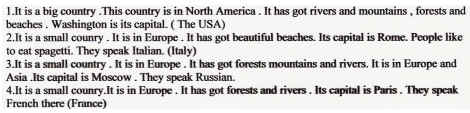 1.It is a big country .This country is in North America . It has got rivers and mountains , forests and
beaches . Washington is its capital. ( The USA)
2.It is a small counry . It is in Europe . It has got beautiful beaches. Its capital is Rome. People like
to eat spagetti. They speak Italian. (Italy)
3.It is a small country . It is in Europe . It has got forests mountains and rivers. It is in Europe and
Asia .Its capital is Moscow . They speak Russian.
4.It is a small counry.It is in Europe . It has got forests and rivers . Its capital is Paris . They speak
French there (France)